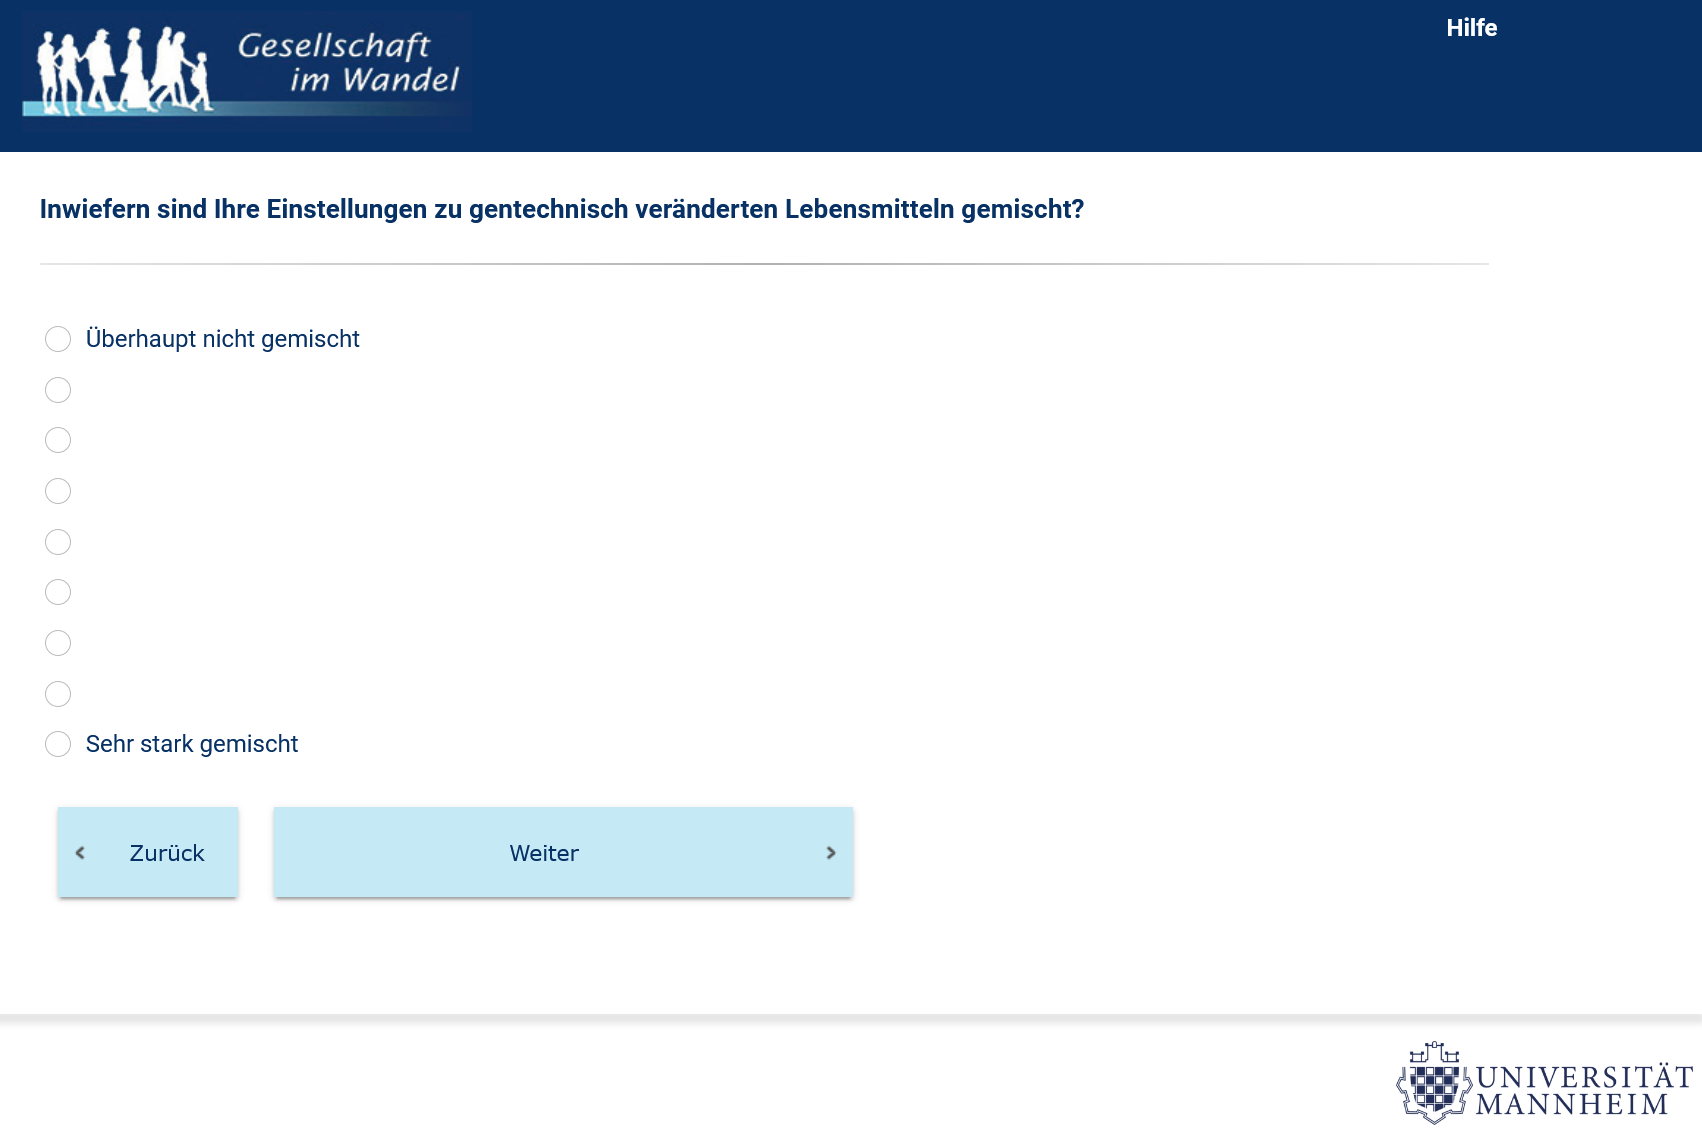 Gesellschaft
im Wandel
Hilfe
Inwiefern sind Ihre Einstellungen zu gentechnisch veränderten Lebensmitteln gemischt?
Überhaupt nicht gemischt
Sehr stark gemischt
Zurück
Weiter
UNIVERSITÄT
MANNHEIM